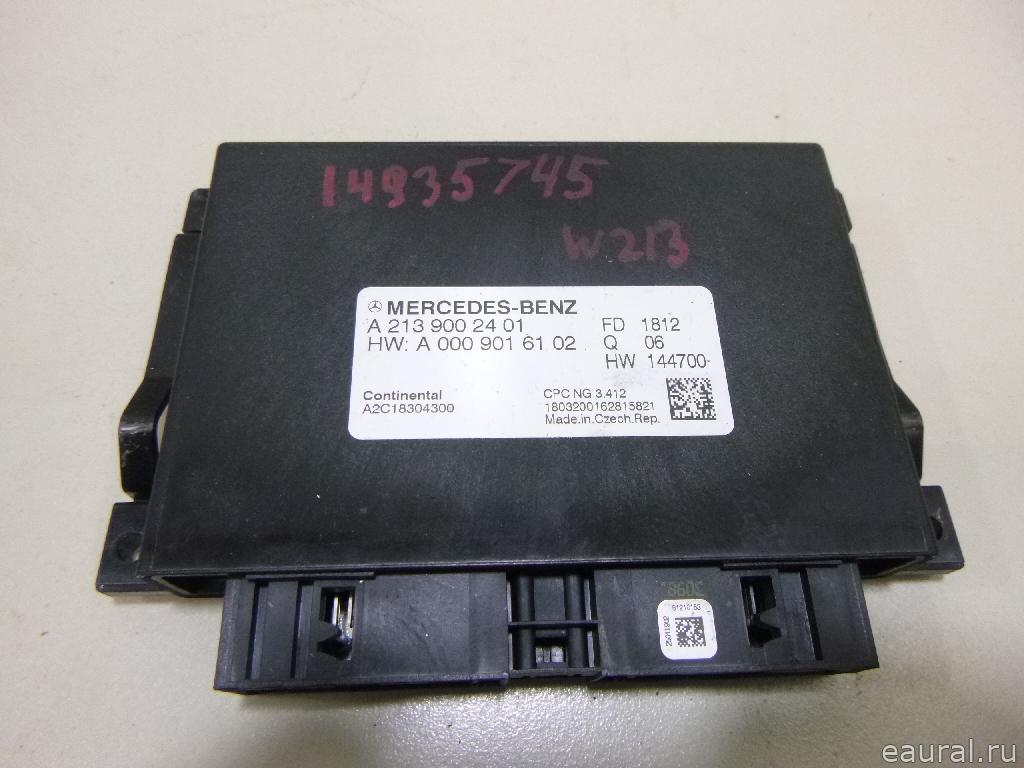 14935745
W213
MERCEDES-BENZ
A 213 900 24 01
HW: A 000 901 61 02
FD 1812
Q 06
HW 144700
Continental
A2C18304300
CPC NG 3.412
1803200162815821
Made.in.Czech.Rep.
81210153
eaural.ru